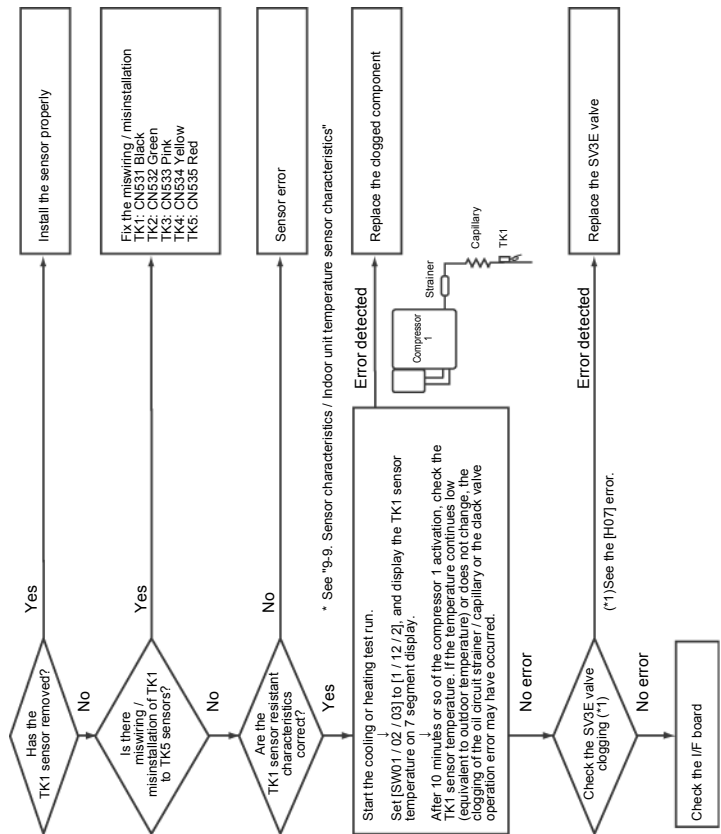 Has the
TK1 sensor removed?
Yes
Install the sensor properly
No
Is there
miswiring /
misinstallation of TK1
to TK5 sensors?
Yes
Fix the miswiring / misinstallation
TK1: CN531 Black
TK2: CN532 Green
TK3: CN533 Pink
TK4: CN534 Yellow
TK5: CN535 Red
No
Are the
TK1 sensor resistant
characteristics
correct?
No
Sensor error
* See "9-9. Sensor characteristics / Indoor unit temperature sensor characteristics"
Yes
Start the cooling or heating test run.
↓
Set [SW01 / 02 / 03] to [1 / 12 / 2], and display the TK1 sensor
temperature on 7 segment display.
↓
After 10 minutes or so of the compressor 1 activation, check the
TK1 sensor temperature. If the temperature continues low
(equivalent to outdoor temperature) or does not change, the
clogging of the oil circuit strainer / capillary or the clack valve
operation error may have occurred.
Error detected
Replace the clogged component
Compressor
1
Strainer
Capillary
TK1
No error
Check the SV3E valve
clogging (*1)
(*1)See the [H07] error.
Error detected
Replace the SV3E valve
No error
Check the I/F board